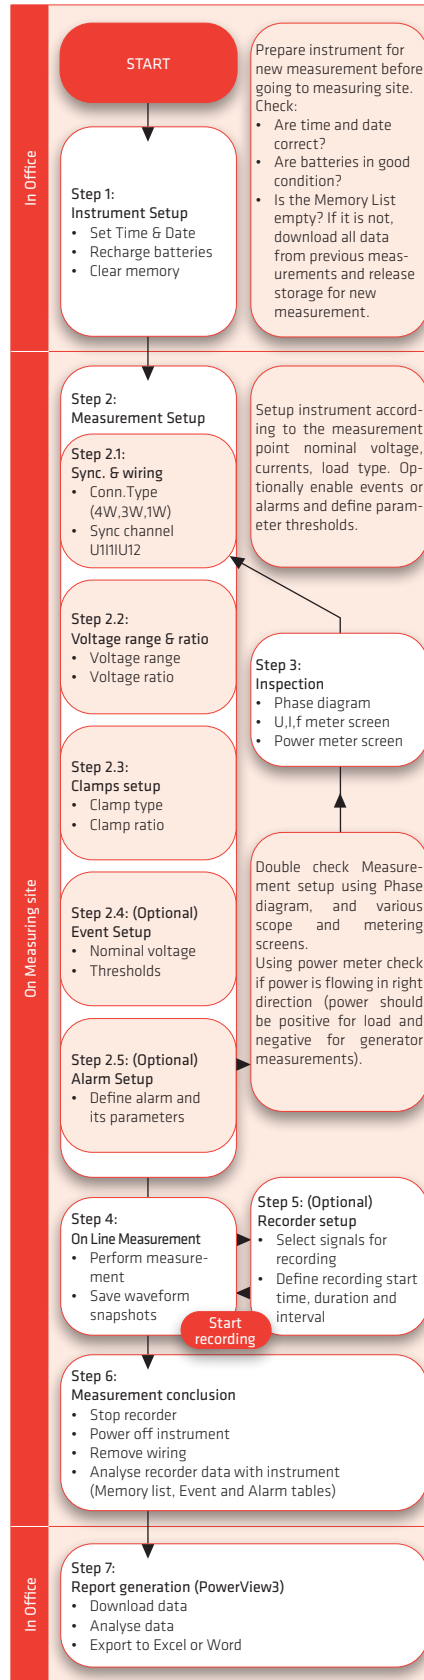 In Office
START
Prepare instrument for
new measurement before
going to measuring site.
Check:
• Are time and date
correct?
• Are batteries in good
condition?
• Is the Memory List
empty? If it is not,
download all data
from previous meas-
urements and release
storage for new
measurement.
Step 1:
Instrument Setup
• Set Time & Date
• Recharge batteries
• Clear memory
On Measuring site
Step 2:
Measurement Setup
Step 2.1:
Sync. & wiring
• Conn.Type
(4W,3W,1W)
• Sync channel
U1I1IU12
Setup instrument accord-
ing to the measurement
point nominal voltage,
currents, load type. Op-
tionally enable events or
alarms and define param-
eter thresholds.
Step 2.2:
Voltage range & ratio
• Voltage range
• Voltage ratio
Step 3:
Inspection
• Phase diagram
• U,I,f meter screen
• Power meter screen
Step 2.3:
Clamps setup
• Clamp type
• Clamp ratio
Step 2.4: (Optional)
Event Setup
• Nominal voltage
• Thresholds
Double check Measure-
ment setup using Phase
diagram, and various
scope and metering
screens.
Using power meter check
if power is flowing in right
direction (power should
be positive for load and
negative for generator
measurements).
Step 2.5: (Optional)
Alarm Setup
• Define alarm and
its parameters
Step 4:
On Line Measurement
• Perform measure-
ment
• Save waveform
snapshots
Step 5: (Optional)
Recorder setup
• Select signals for
recording
• Define recording start
time, duration and
interval
Start
recording
Step 6:
Measurement conclusion
• Stop recorder
• Power off instrument
• Remove wiring
• Analyse recorder data with instrument
(Memory list, Event and Alarm tables)
In Office
Step 7:
Report generation (PowerView3)
• Download data
• Analyse data
• Export to Excel or Word